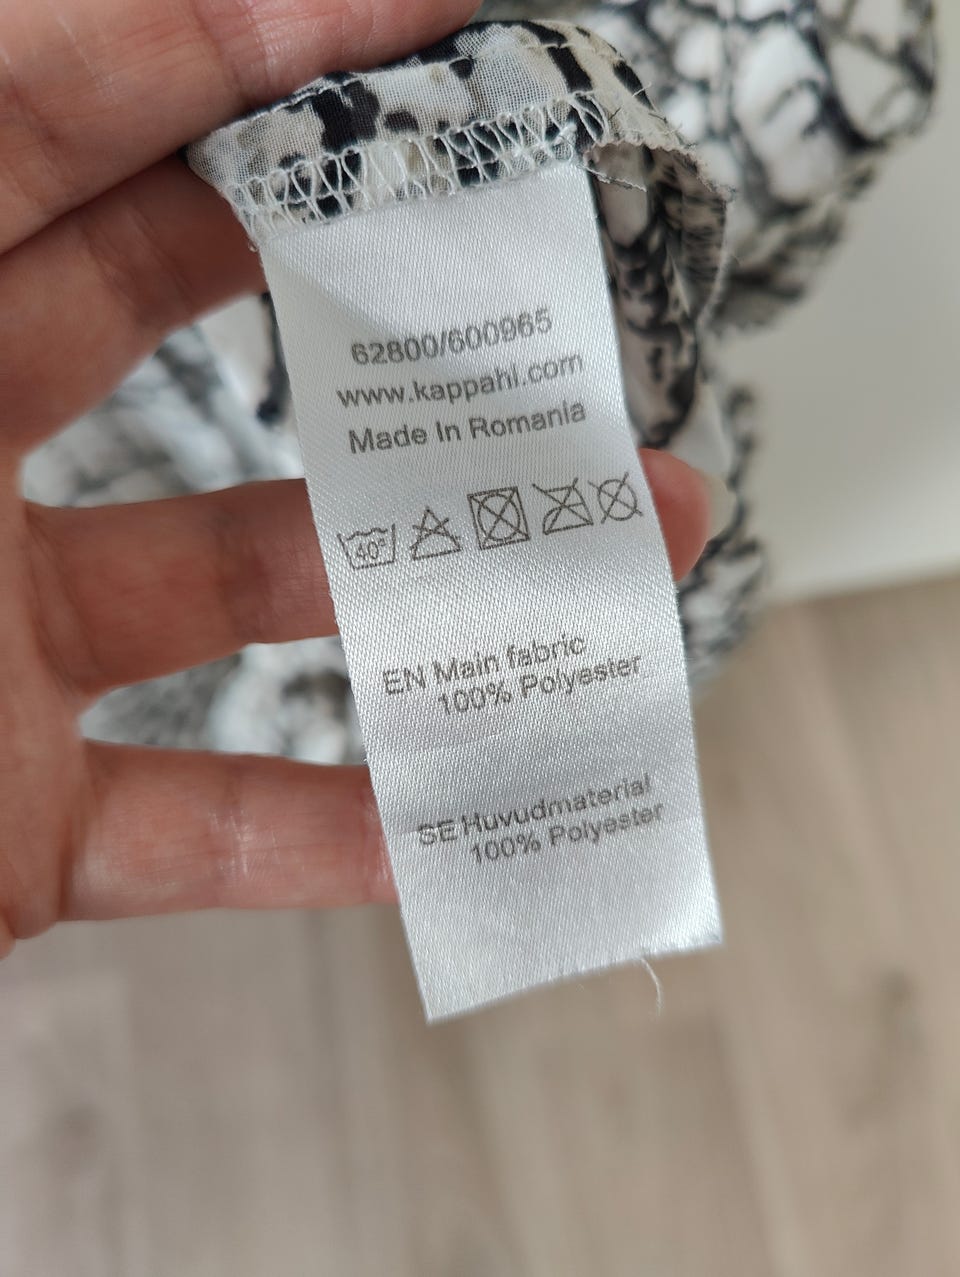 62800/600965
www.kappahl.com
Made In Romania
40°
EN Main fabric
100% Polyester
SE Huvudmaterial
100% Polyester